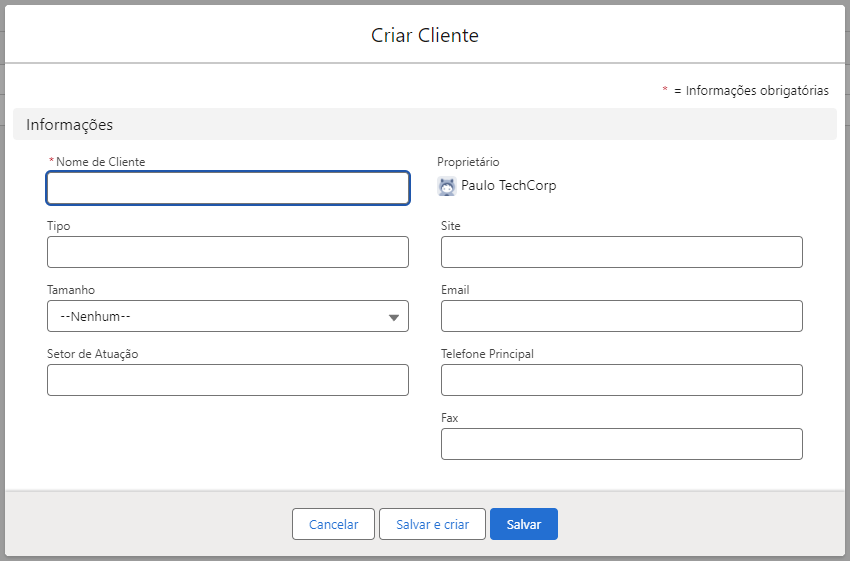 Criar Cliente
* = Informações obrigatórias
Informações
* Nome de Cliente
Proprietário
Paulo TechCorp
Tipo
Site
Tamanho
--Nenhum--
Email
Setor de Atuação
Telefone Principal
Fax
Cancelar
Salvar e criar
Salvar